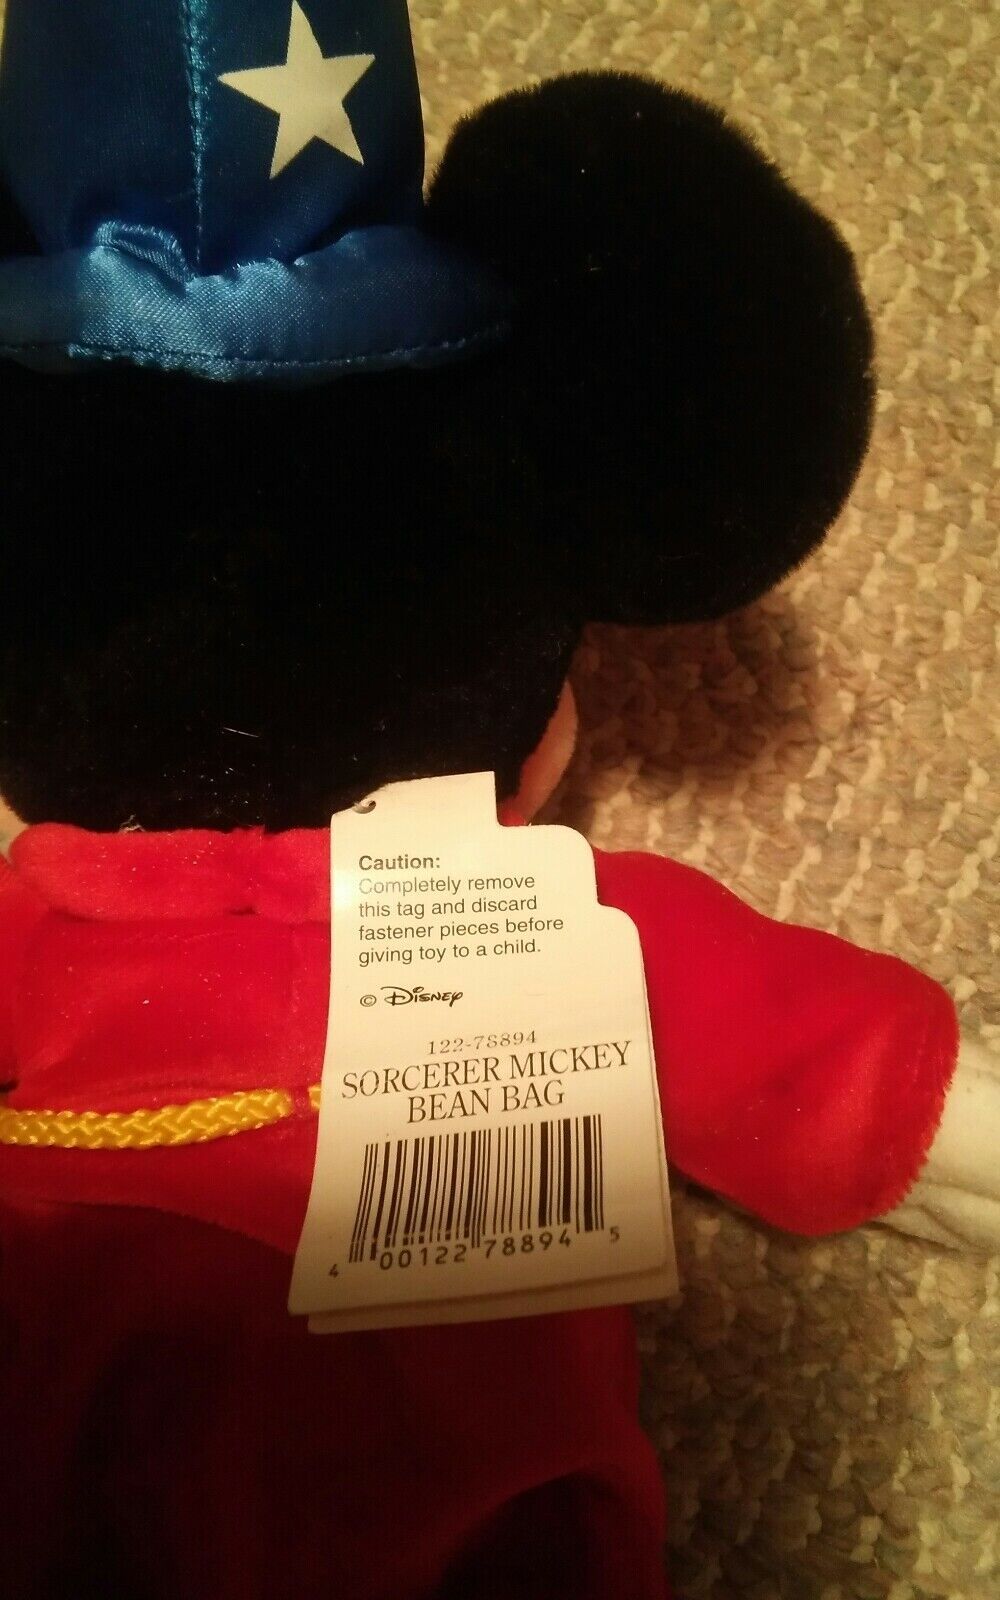 Caution:
Completely remove
this tag and discard
fastener pieces before
giving toy to a child.
© Disney
122-78894
SORCERER MICKEY
BEAN BAG
4 00122 78894 5